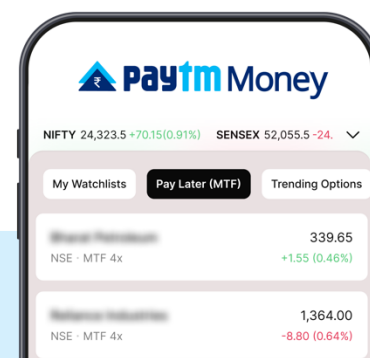 ₹ Paytm Money
NIFTY 24,323.5 +70.15(0.91%) SENSEX 52,055.5 -24.
My Watchlists Pay Later (MTF) Trending Options
339.65
NSE · MTF 4x +1.55 (0.46%)
1,364.00
NSE · MTF 4x -8.80 (0.64%)